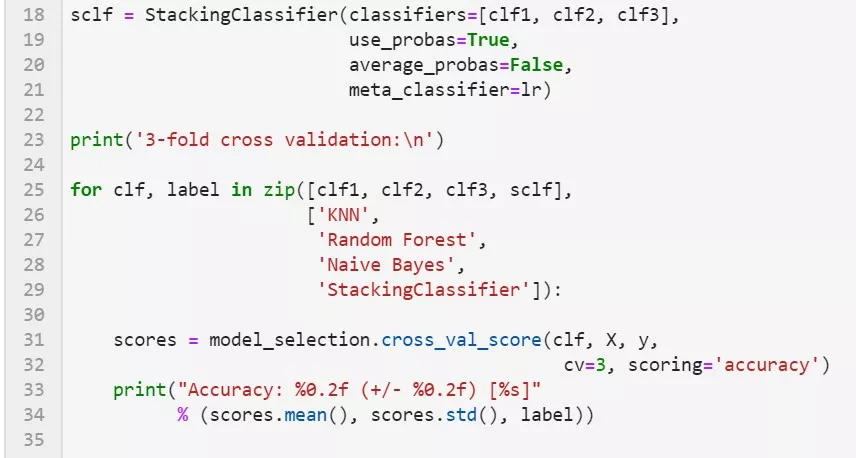 18 sclf = StackingClassifier(classifiers=[clf1, clf2, clf3],
19                           use_probas=True,
20                           average_probas=False,
21                           meta_classifier=lr)
22
23 print('3-fold cross validation:\n')
24
25 for clf, label in zip([clf1, clf2, clf3, sclf],
26                       ['KNN',
27                        'Random Forest',
28                        'Naive Bayes',
29                        'StackingClassifier']):
30
31     scores = model_selection.cross_val_score(clf, X, y,
32                                               cv=3, scoring='accuracy')
33     print("Accuracy: %0.2f (+/- %0.2f) [%s]"
34           % (scores.mean(), scores.std(), label))
35